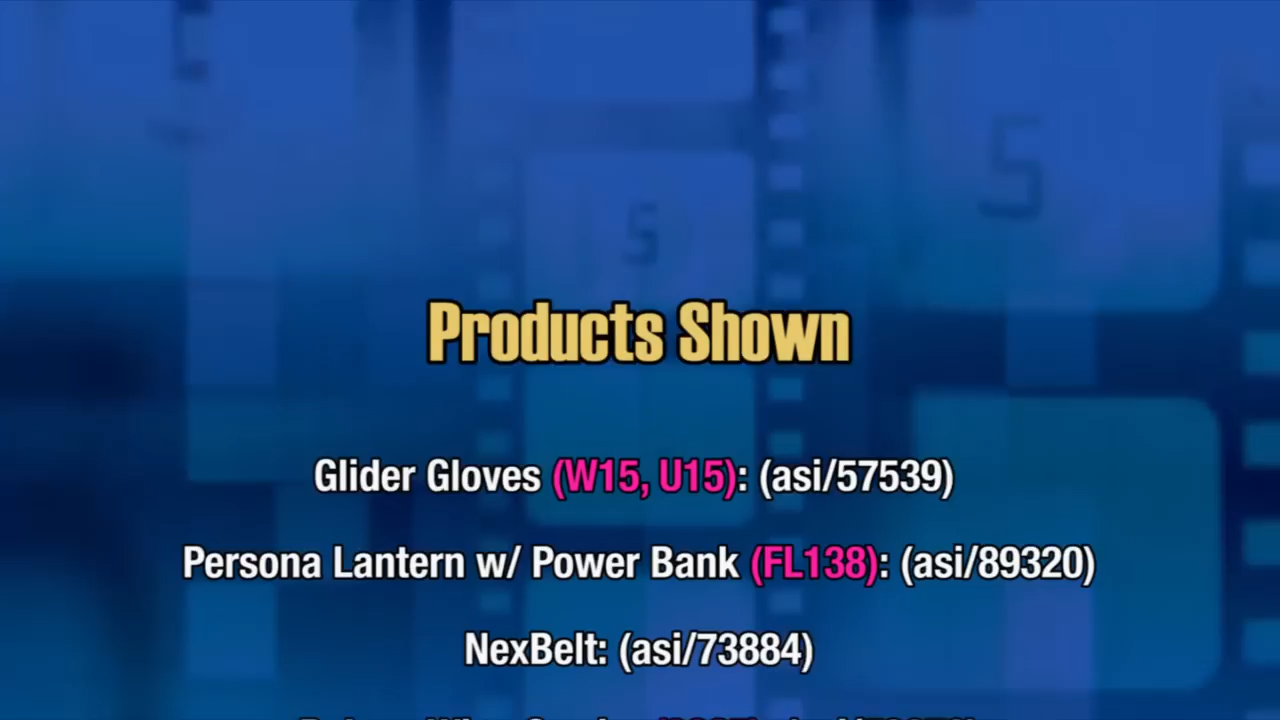 S
S
Products Shown
Glider Gloves (W15, U15): (asi/57539)
Persona Lantern w/ Power Bank (FL138): (asi/89320)
NexBelt: (asi/73884)